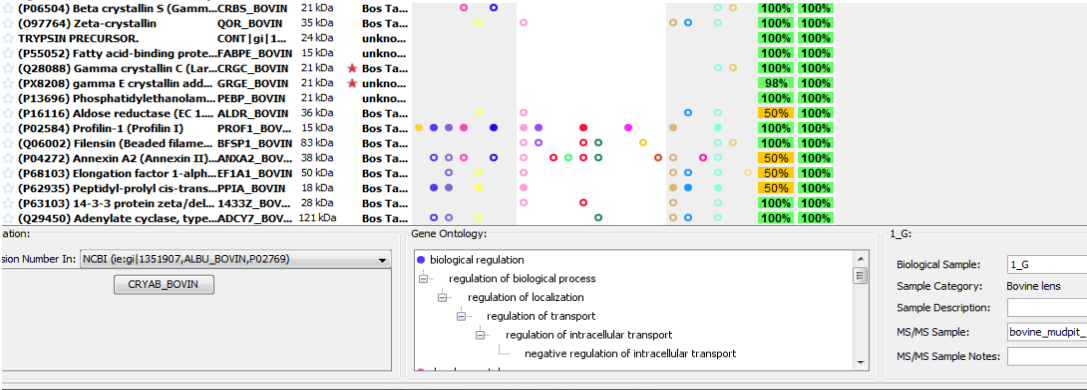 (P06504) Beta crystallin S (Gamm...CRBS_BOVIN 21 kDa Bos Ta... 100% 100%
(O97764) Zeta-crystallin QOR_BOVIN 35 kDa Bos Ta... 100% 100%
TRYPSIN PRECURSOR. CONT|gi|1... 24 kDa unkno... 100% 100%
(P55052) Fatty acid-binding prote...FABPE_BOVIN 15 kDa unkno... 100% 100%
(Q28088) Gamma crystallin C (Lar...CRGC_BOVIN 21 kDa Bos Ta... 100% 100%
(PX8208) gamma E crystallin add... GRGE_BOVIN 21 kDa unkno... 98% 100%
(P13696) Phosphatidylethanolam... PEBP_BOVIN 21 kDa unkno... 100% 100%
(P16116) Aldose reductase (EC 1.... ALDR_BOVIN 36 kDa Bos Ta... 50% 100%
(P02584) Profilin-1 (Profilin I) PROF1_BOV... 15 kDa Bos Ta... 100% 100%
(Q06002) Filensin (Beaded filame... BFSP1_BOVIN 83 kDa Bos Ta... 100% 100%
(P04272) Annexin A2 (Annexin II)...ANXA2_BOV... 38 kDa Bos Ta... 50% 100%
(P68103) Elongation factor 1-alph...EF1A1_BOVIN 50 kDa Bos Ta... 50% 100%
(P62935) Peptidyl-prolyl cis-trans...PPIA_BOVIN 18 kDa Bos Ta... 50% 100%
(P63103) 14-3-3 protein zeta/del... 1433Z_BOV... 28 kDa Bos Ta... 100% 100%
(Q29450) Adenylate cyclase, type...ADCY7_BOV... 121 kDa Bos Ta... 100% 100%
ation: Gene Ontology: 1_G:
sion Number In: NCBI (ie:gi|1351907,ALBU_BOVIN,P02769)
CRYAB_BOVIN
biological regulation
regulation of biological process
regulation of localization
regulation of transport
regulation of intracellular transport
negative regulation of intracellular transport
Biological Sample: 1_G
Sample Category: Bovine lens
Sample Description:
MS/MS Sample: bovine_mudpit_
MS/MS Sample Notes: